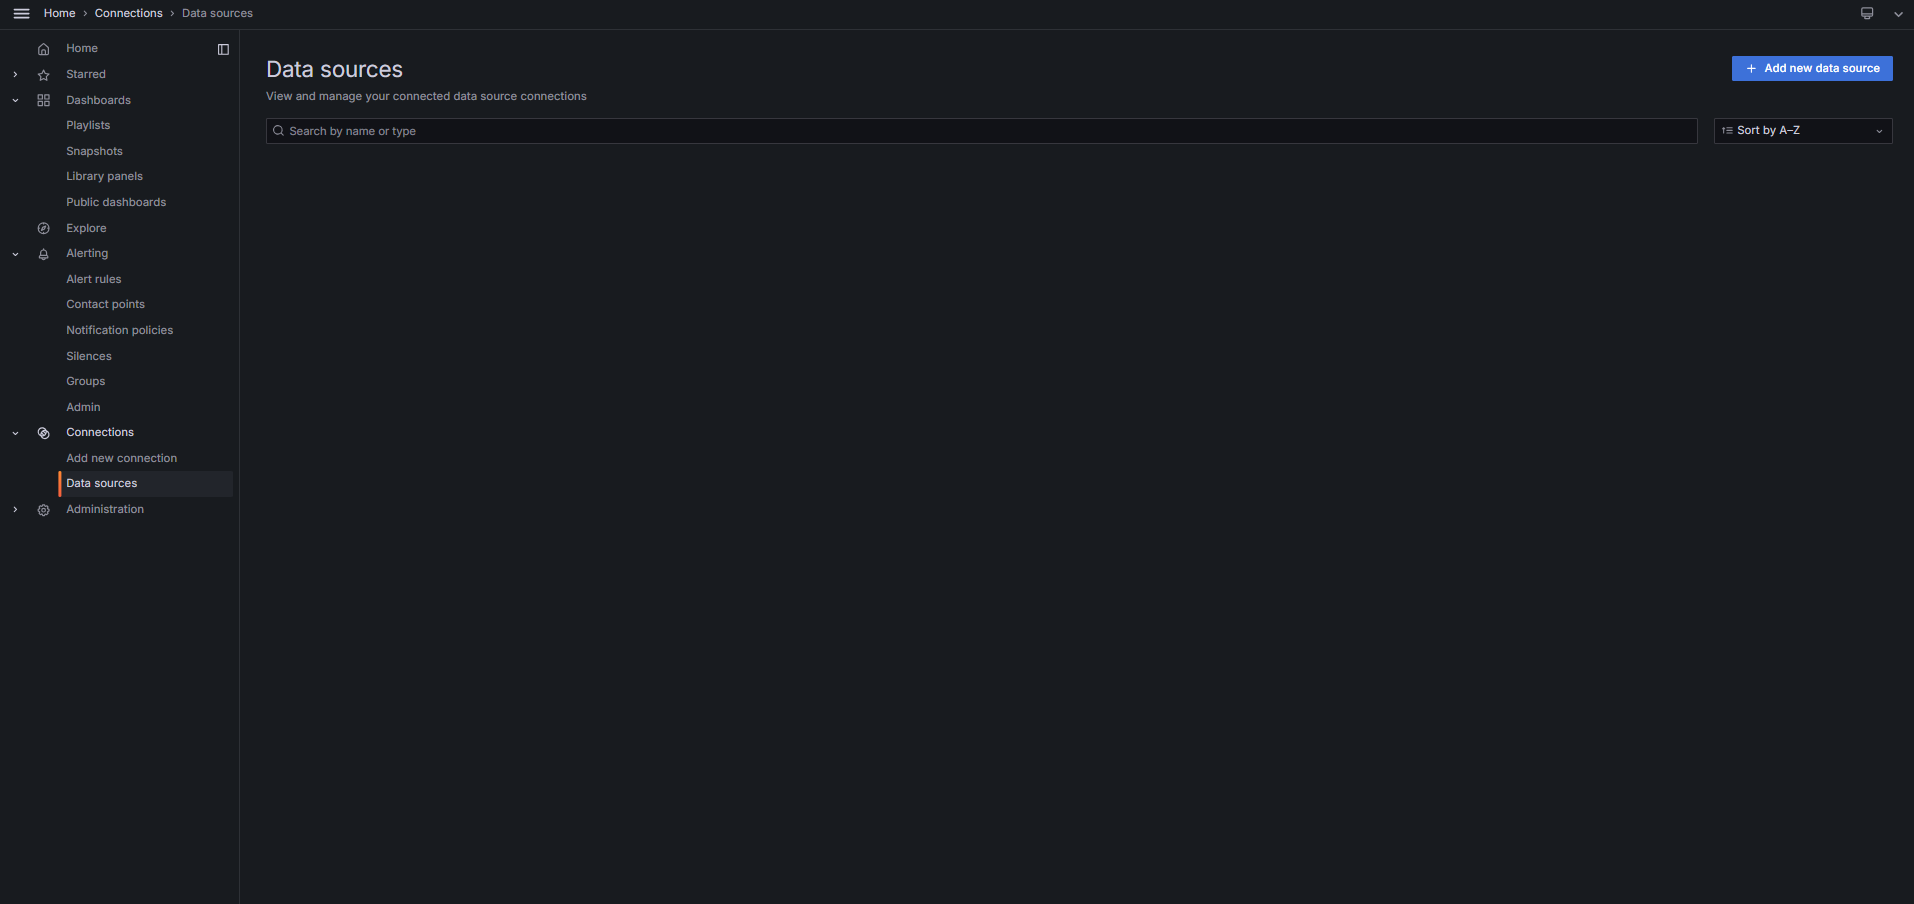 Home › Connections › Data sources
Home
Starred
Dashboards
Playlists
Snapshots
Library panels
Public dashboards
Explore
Alerting
Alert rules
Contact points
Notification policies
Silences
Groups
Admin
Connections
Add new connection
Data sources
Administration
Data sources
View and manage your connected data source connections
Add new data source
Search by name or type
Sort by A–Z